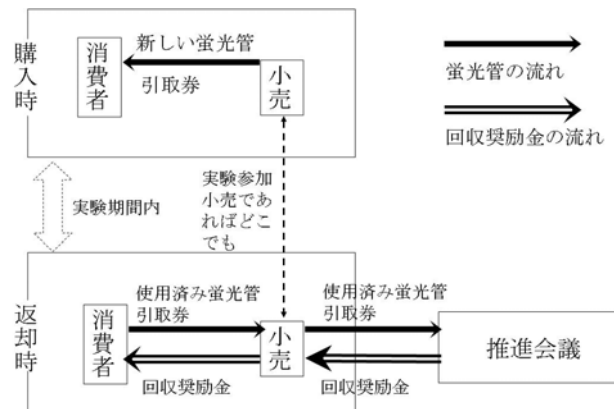 購入時
消費者
新しい蛍光管
引取券
小売
蛍光管の流れ
回収奨励金の流れ
実験期間内
実験参加
小売であ
ればどこ
でも
返却時
消費者
使用済み蛍光管
引取券
回収奨励金
小売
使用済み蛍光管
引取券
回収奨励金
推進会議